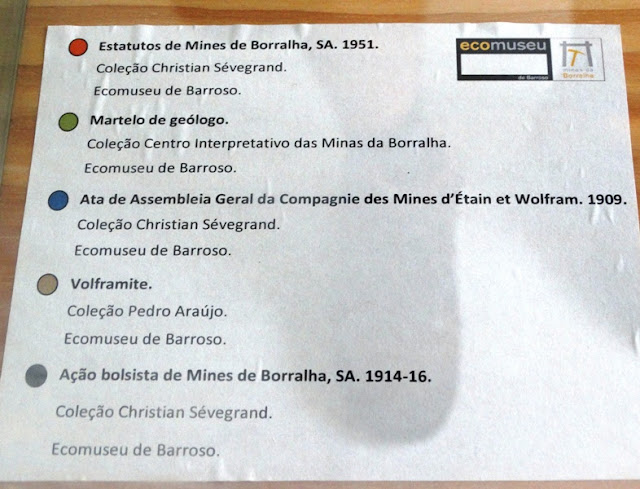 Estatutos de Mines de Borralha, SA. 1951.
Coleção Christian Sévegrand.
Ecomuseu de Barroso.
ecomuseu
de Barroso
minas da
Borralha
Martelo de geólogo.
Coleção Centro Interpretativo das Minas da Borralha.
Ecomuseu de Barroso.
Ata de Assembleia Geral da Compagnie des Mines d’Étain et Wolfram. 1909.
Coleção Christian Sévegrand.
Ecomuseu de Barroso.
Volframite.
Coleção Pedro Araújo.
Ecomuseu de Barroso.
Ação bolsista de Mines de Borralha, SA. 1914-16.
Coleção Christian Sévegrand.
Ecomuseu de Barroso.